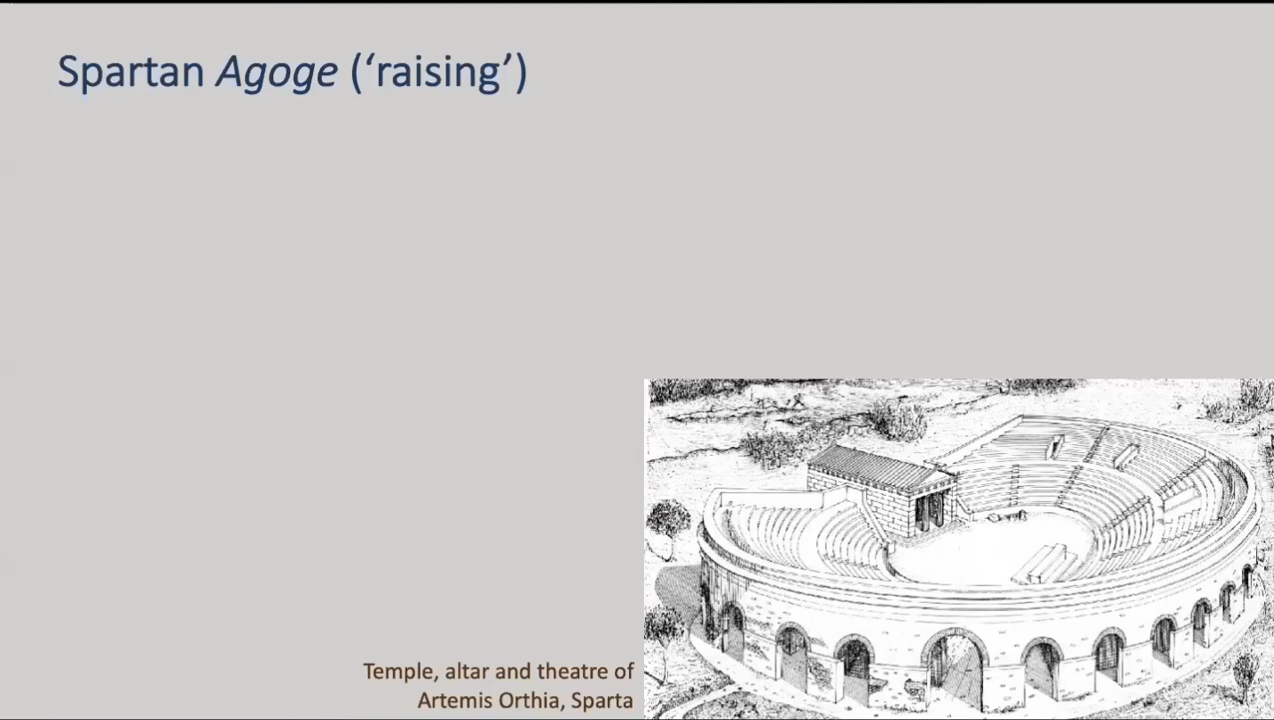 Spartan Agoge (‘raising’)
Temple, altar and theatre of
Artemis Orthia, Sparta